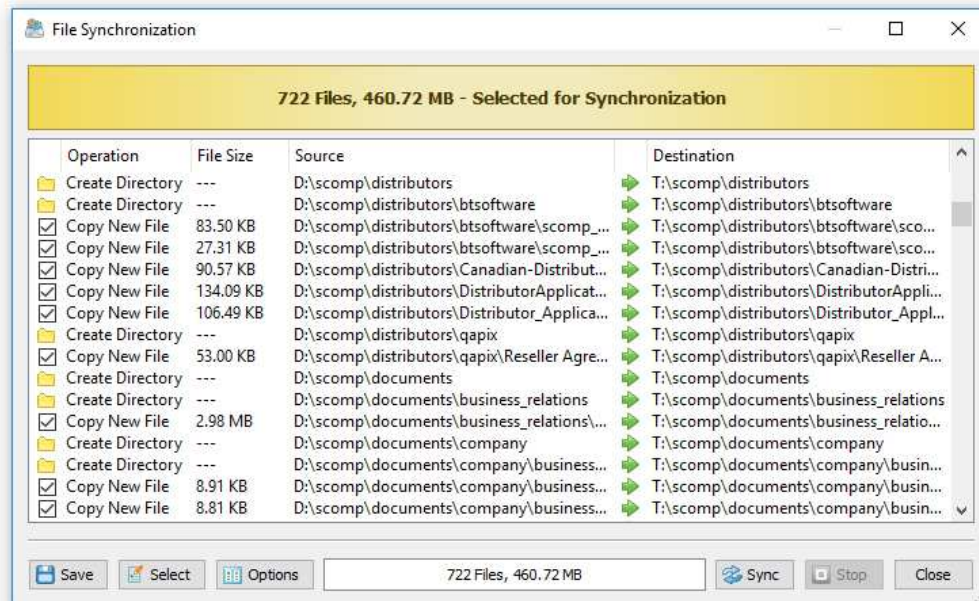 File Synchronization
722 Files, 460.72 MB - Selected for Synchronization
Operation File Size Source Destination
Create Directory --- D:\scomp\distributors T:\scomp\distributors
Create Directory --- D:\scomp\distributors\btsoftware T:\scomp\distributors\btsoftware
Copy New File 83.50 KB D:\scomp\distributors\btsoftware\scomp_... T:\scomp\distributors\btsoftware\sco...
Copy New File 27.31 KB D:\scomp\distributors\btsoftware\scomp_... T:\scomp\distributors\btsoftware\sco...
Copy New File 90.57 KB D:\scomp\distributors\Canadian-Distribut... T:\scomp\distributors\Canadian-Distri...
Copy New File 134.09 KB D:\scomp\distributors\DistributorApplicat... T:\scomp\distributors\DistributorAppli...
Copy New File 106.49 KB D:\scomp\distributors\Distributor_Applica... T:\scomp\distributors\Distributor_Appl...
Create Directory --- D:\scomp\distributors\qapix T:\scomp\distributors\qapix
Copy New File 53.00 KB D:\scomp\distributors\qapix\Reseller Agre... T:\scomp\distributors\qapix\Reseller A...
Create Directory --- D:\scomp\documents T:\scomp\documents
Create Directory --- D:\scomp\documents\business_relations T:\scomp\documents\business_relations
Copy New File 2.98 MB D:\scomp\documents\business_relations\... T:\scomp\documents\business_relatio...
Create Directory --- D:\scomp\documents\company T:\scomp\documents\company
Create Directory --- D:\scomp\documents\company\business... T:\scomp\documents\company\busin...
Copy New File 8.91 KB D:\scomp\documents\company\business... T:\scomp\documents\company\busin...
Copy New File 8.81 KB D:\scomp\documents\company\business... T:\scomp\documents\company\busin...
Save Select Options 722 Files, 460.72 MB Sync Stop Close